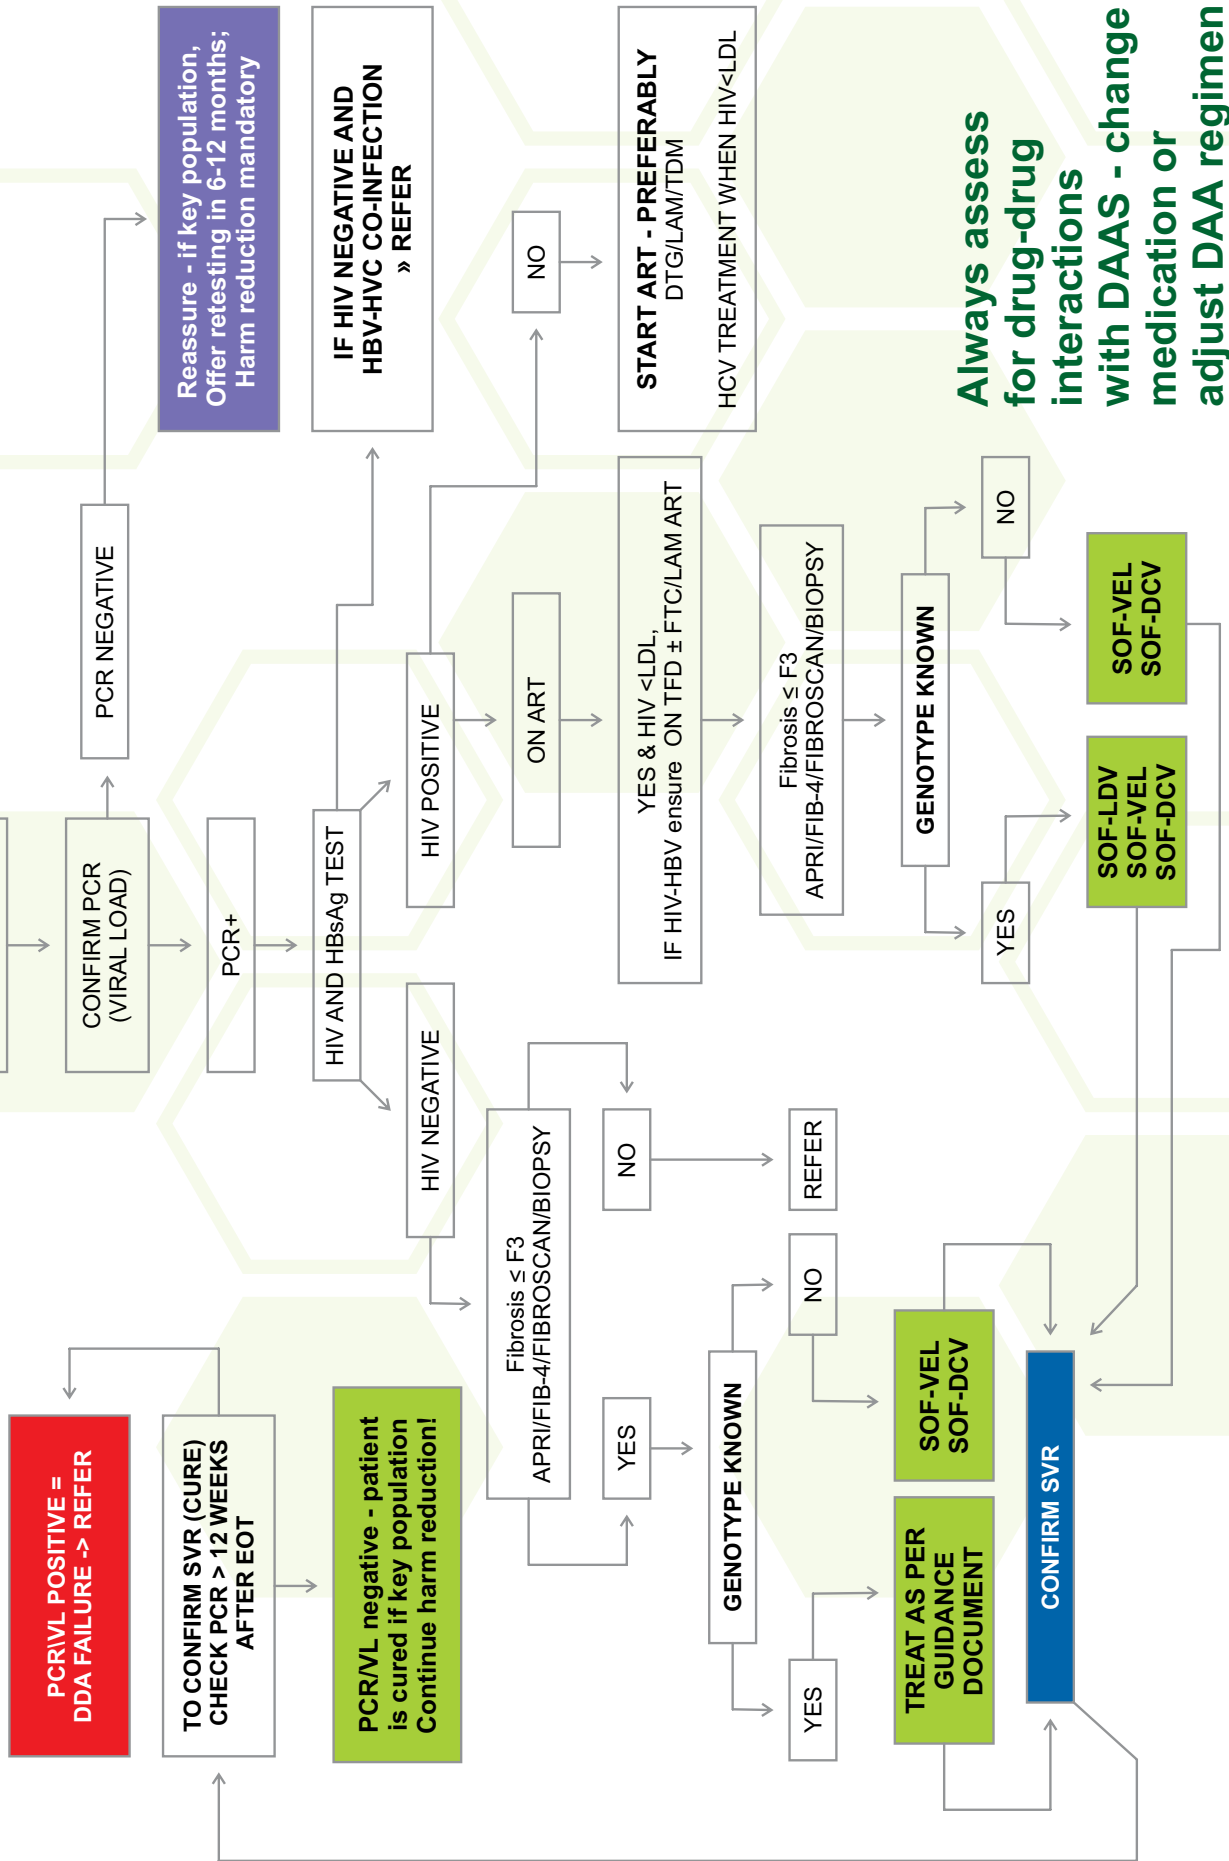 CONFIRM PCR
(VIRAL LOAD)
PCR NEGATIVE
Reassure - if key population,
Offer retesting in 6-12 months;
Harm reduction mandatory
PCR+
HIV AND HBsAg TEST
IF HIV NEGATIVE AND
HBV-HVC CO-INFECTION
» REFER
HIV NEGATIVE
HIV POSITIVE
ON ART
NO
START ART - PREFERABLY
DTG/LAM/TDM
HCV TREATMENT WHEN HIV<LDL
YES & HIV <LDL,
IF HIV-HBV ensure  ON TFD ± FTC/LAM ART
Fibrosis ≤ F3
APRI/FIB-4/FIBROSCAN/BIOPSY
GENOTYPE KNOWN
YES
NO
SOF-LDV
SOF-VEL
SOF-DCV
SOF-VEL
SOF-DCV
Fibrosis ≤ F3
APRI/FIB-4/FIBROSCAN/BIOPSY
YES
NO
REFER
GENOTYPE KNOWN
YES
NO
TREAT AS PER
GUIDANCE
DOCUMENT
SOF-VEL
SOF-DCV
CONFIRM SVR
PCR\VL POSITIVE =
DDA FAILURE -> REFER
TO CONFIRM SVR (CURE)
CHECK PCR > 12 WEEKS
AFTER EOT
PCR/VL negative - patient
is cured if key population
Continue harm reduction!
Always assess
for drug-drug
interactions
with DAAS - change
medication or
adjust DAA regimen